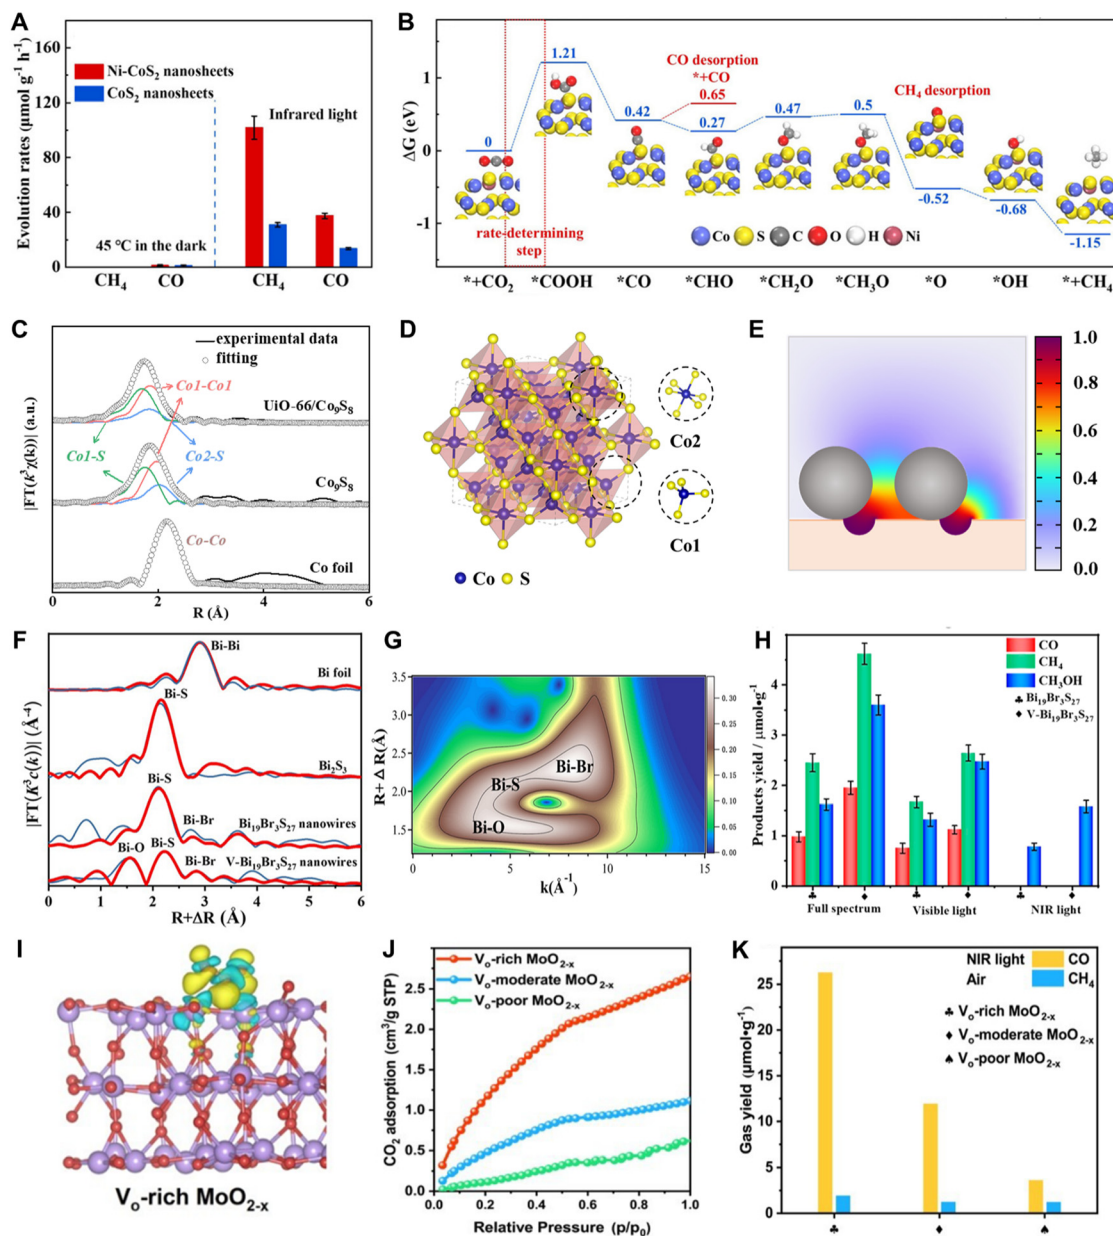 A
Evolution rates (μmol g⁻¹ h⁻¹)
160
120
80
40
0
Ni-CoS₂ nanosheets
CoS₂ nanosheets
Infrared light
45 °C in the dark
CH₄
CO
CH₄
CO
B
ΔG (eV)
1
0
-1
0
1.21
0.42
CO desorption
*+CO
0.65
0.27
0.47
0.5
CH₄ desorption
-0.52
-0.68
-1.15
rate-determining
step
Co S C O H Ni
*+CO₂ *COOH *CO *CHO *CH₂O *CH₃O *O *OH *+CH₄
C
|FT(k³χ(k))| (a.u.)
experimental data
fitting
Co1-Co1
UiO-66/Co₉S₈
Co1-S
Co2-S
Co₉S₈
Co-Co
Co foil
0 2 4 6
R (Å)
D
Co2
Co1
Co S
E
1.0
0.8
0.6
0.4
0.2
0.0
F
|FT(K³c(k))| (Å⁻⁴)
Bi-Bi
Bi foil
Bi-S
Bi₂S₃
Bi-S
Bi-Br
Bi₁₉Br₃S₂₇ nanowires
Bi-O
Bi-S
Bi-Br
V-Bi₁₉Br₃S₂₇ nanowires
0 1 2 3 4 5 6
R+ΔR (Å)
G
R+ΔR(Å)
3.5
3.0
2.5
2.0
1.5
Bi-Br
Bi-S
Bi-O
0 5 10 15
k(Å⁻¹)
0.30
0.25
0.20
0.15
0.10
0.05
0.00
H
Products yield / μmol•g⁻¹
5
4
3
2
1
0
CO
CH₄
CH₃OH
♣ Bi₁₉Br₃S₂₇
♦ V-Bi₁₉Br₃S₂₇
♣ ♦ ♣ ♦ ♣ ♦
Full spectrum Visible light NIR light
I
Vₒ-rich MoO₂₋ₓ
J
CO₂ adsorption (cm³/g STP)
2.5
2.0
1.5
1.0
0.5
0.0
Vₒ-rich MoO₂₋ₓ
Vₒ-moderate MoO₂₋ₓ
Vₒ-poor MoO₂₋ₓ
0.0 0.2 0.4 0.6 0.8 1.0
Relative Pressure (p/p₀)
K
Gas yield (μmol•g⁻¹)
25
20
15
10
5
0
NIR light CO
Air CH₄
♣ Vₒ-rich MoO₂₋ₓ
♦ Vₒ-moderate MoO₂₋ₓ
♠ Vₒ-poor MoO₂₋ₓ
♣ ♦ ♠